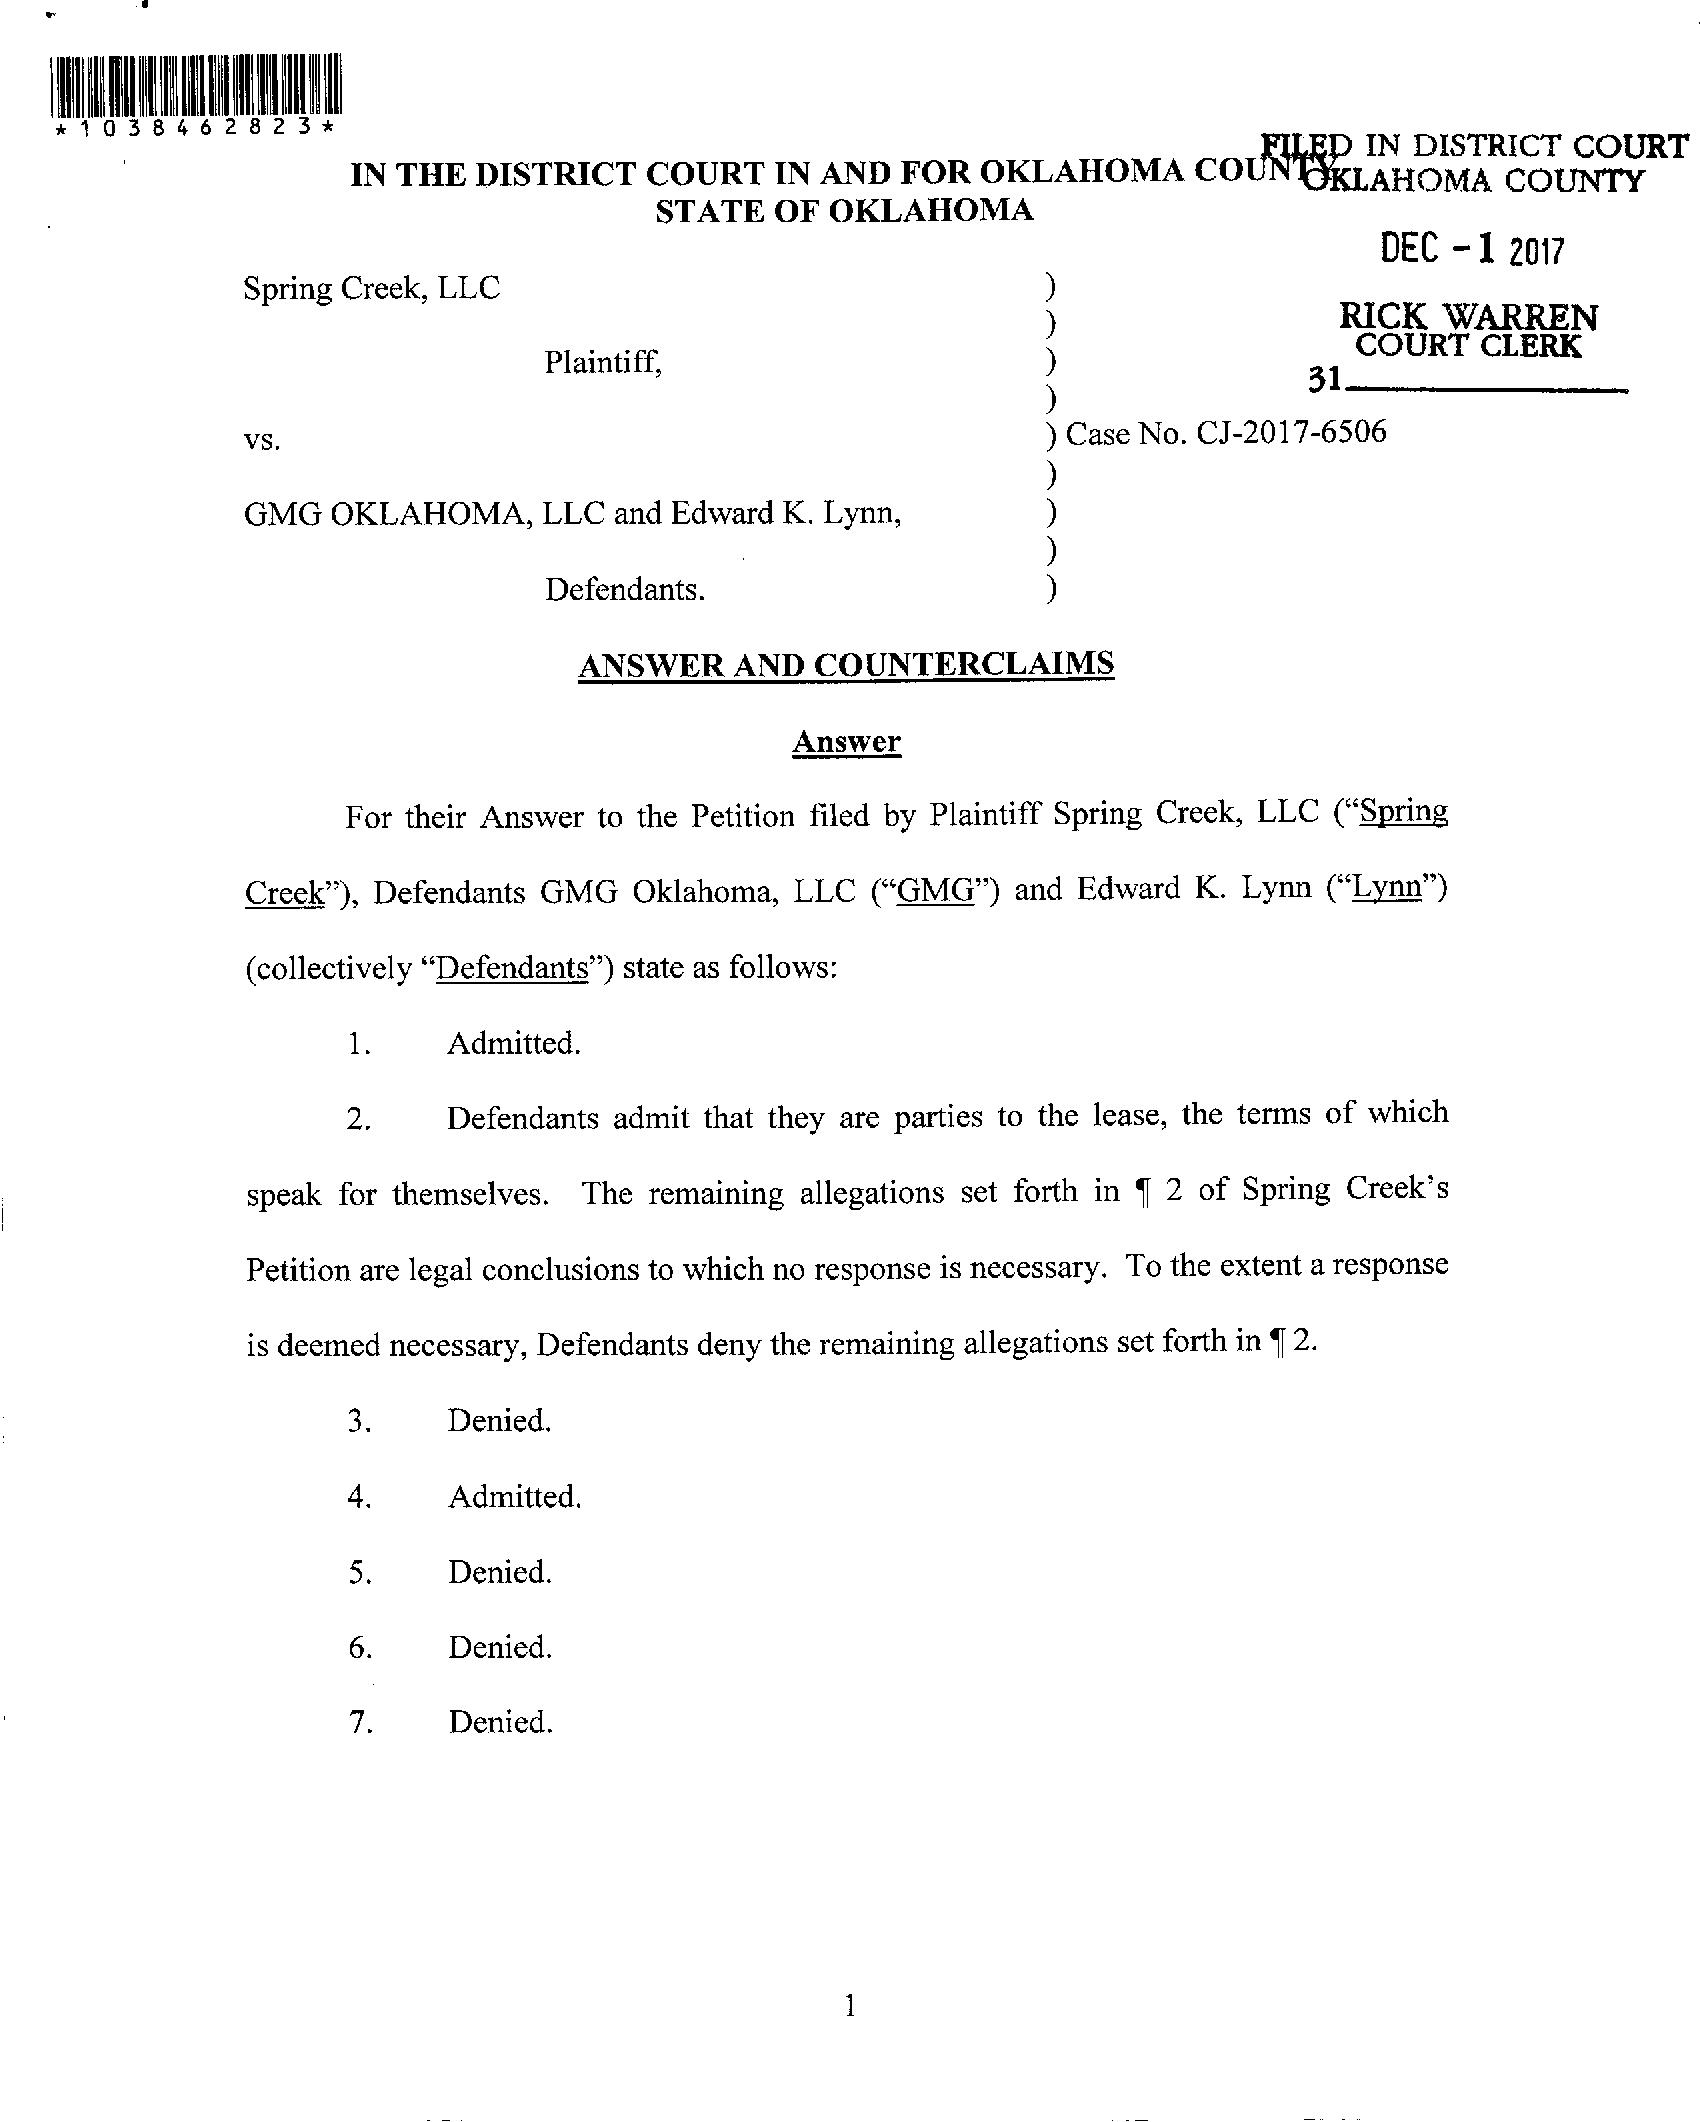 *1038462823*
FILED IN DISTRICT COURT
OKLAHOMA COUNTY
IN THE DISTRICT COURT IN AND FOR OKLAHOMA COUNTY
STATE OF OKLAHOMA
DEC -1 2017
RICK WARREN
COURT CLERK
31
Spring Creek, LLC )
)
Plaintiff, )
)
vs. ) Case No. CJ-2017-6506
)
GMG OKLAHOMA, LLC and Edward K. Lynn, )
)
Defendants. )
ANSWER AND COUNTERCLAIMS
Answer
For their Answer to the Petition filed by Plaintiff Spring Creek, LLC (“Spring
Creek”), Defendants GMG Oklahoma, LLC (“GMG”) and Edward K. Lynn (“Lynn”)
(collectively “Defendants”) state as follows:
1. Admitted.
2. Defendants admit that they are parties to the lease, the terms of which
speak for themselves. The remaining allegations set forth in ¶ 2 of Spring Creek’s
Petition are legal conclusions to which no response is necessary. To the extent a response
is deemed necessary, Defendants deny the remaining allegations set forth in ¶ 2.
3. Denied.
4. Admitted.
5. Denied.
6. Denied.
7. Denied.
1